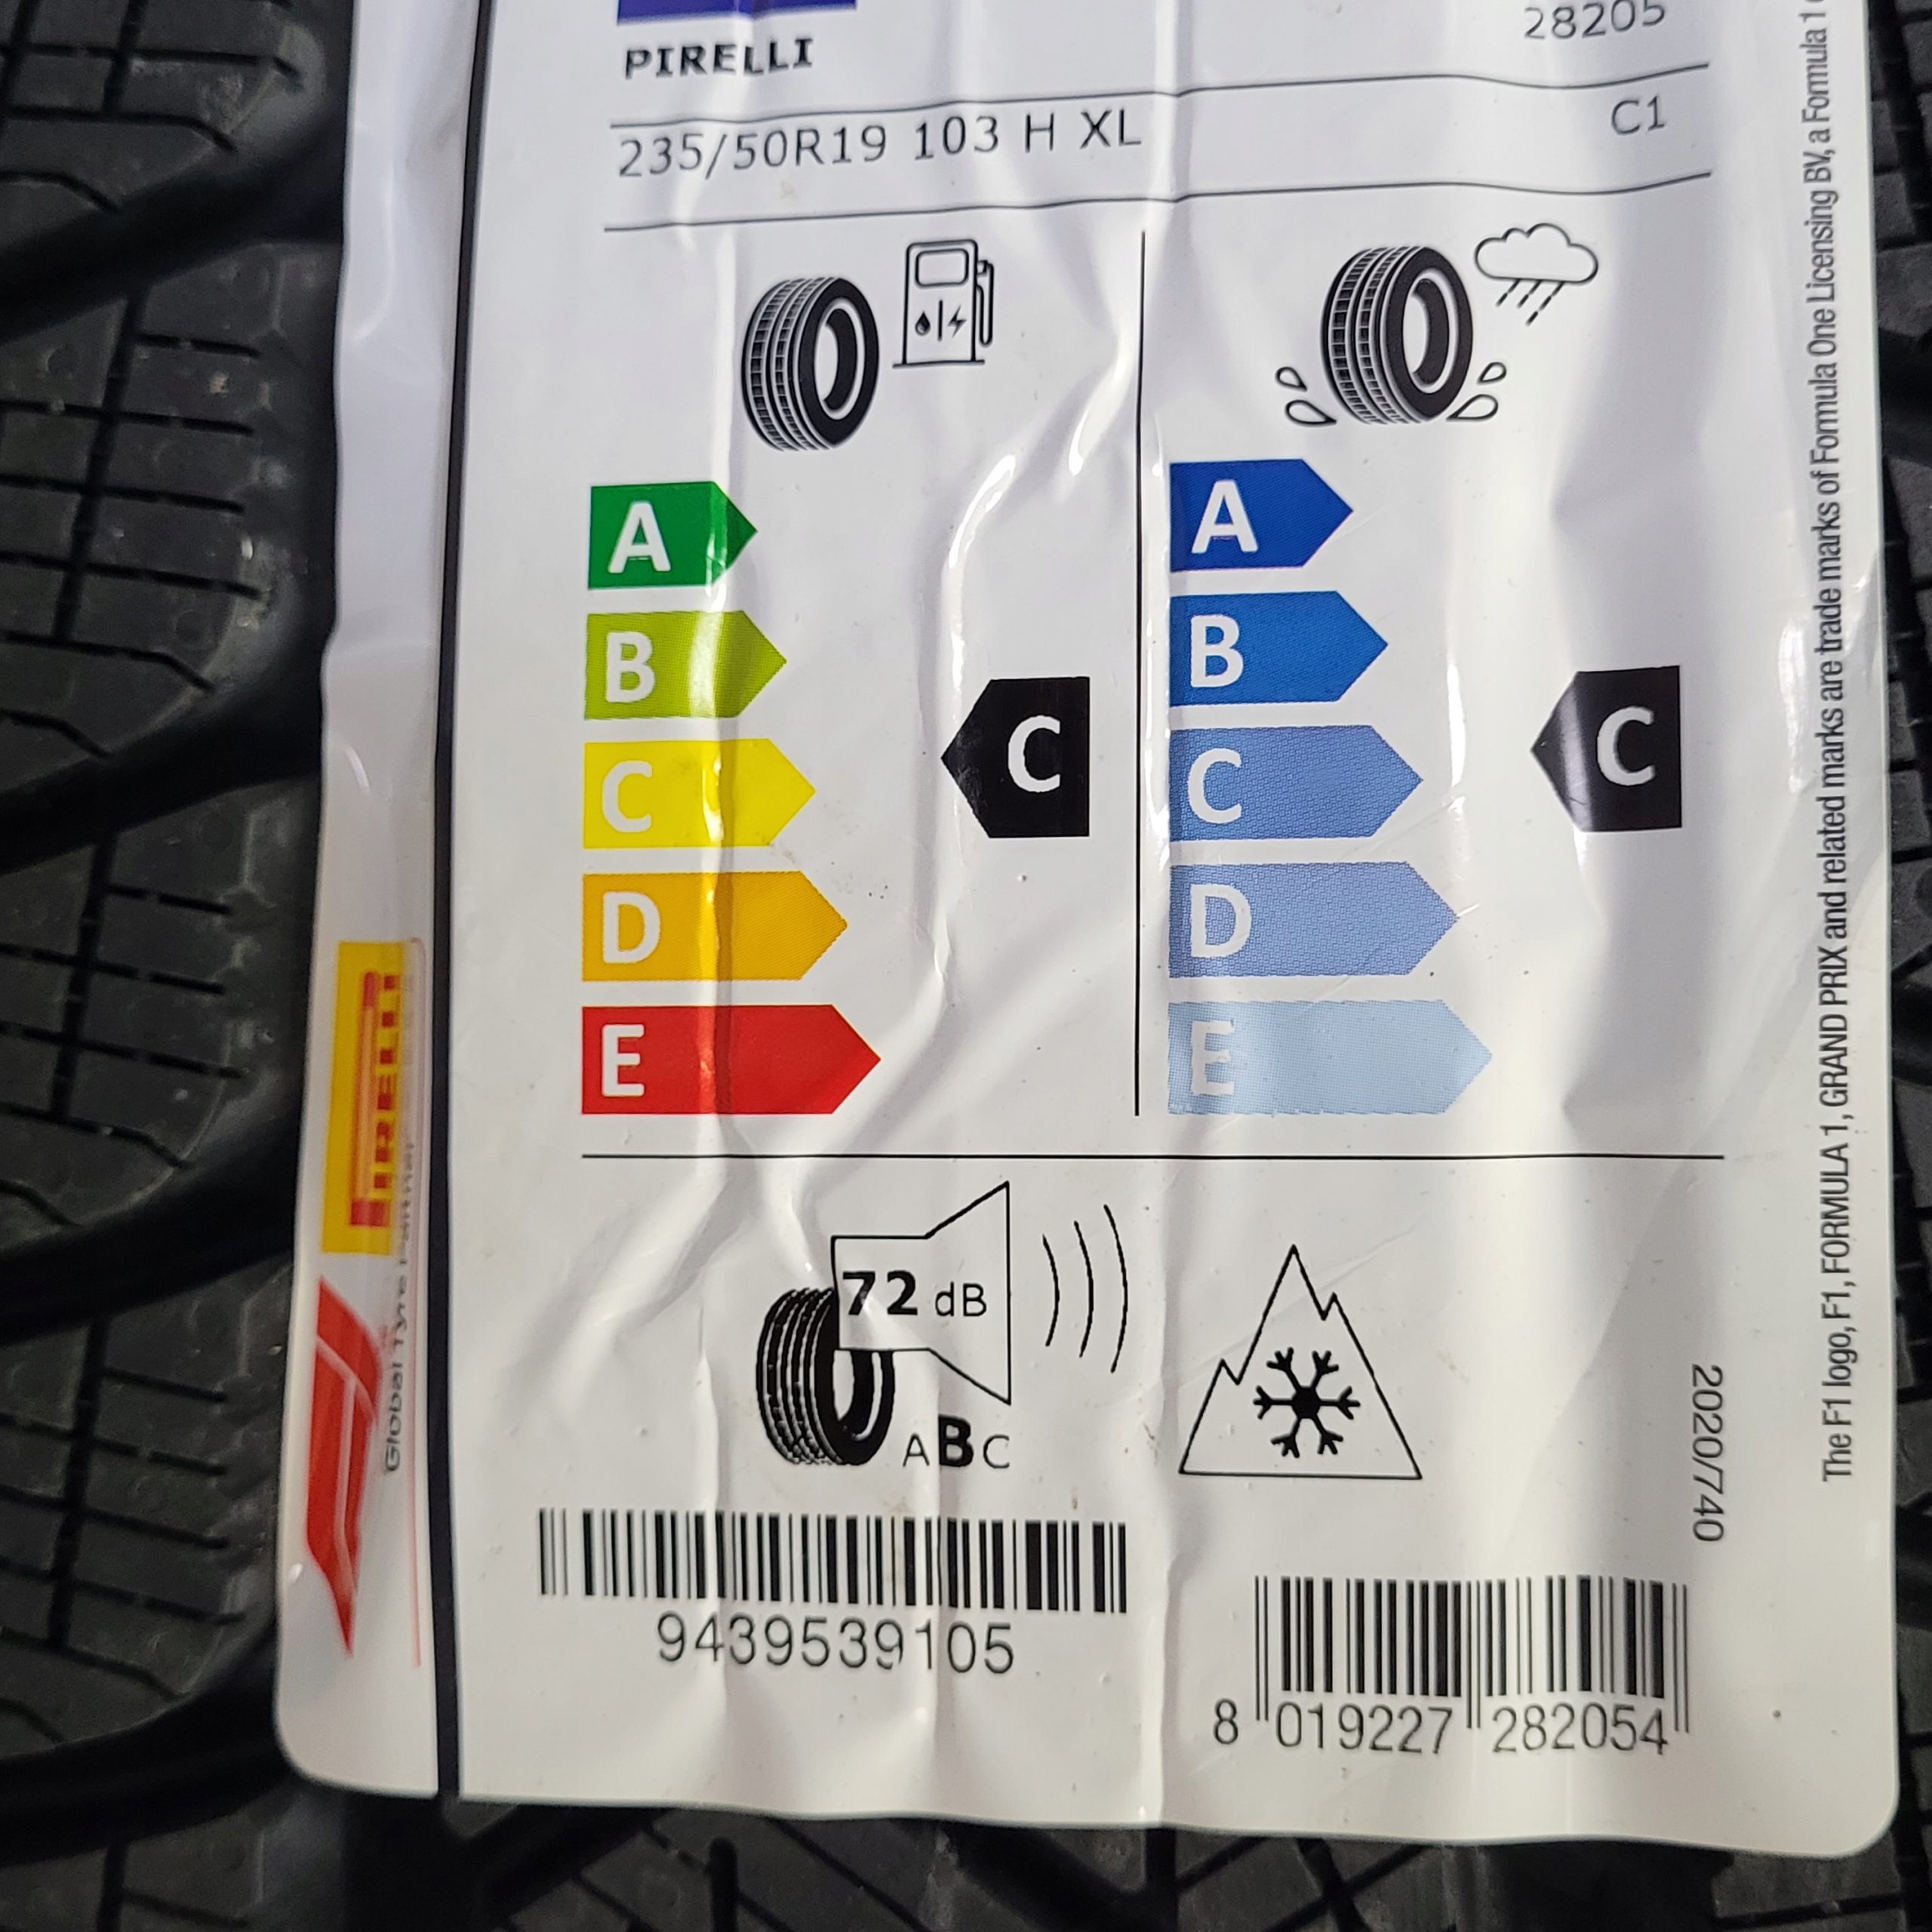 28205
PIRELLI
235/50R19 103 H XL
C1
A
B
C
D
E
C
A
B
C
D
E
C
72 dB
ABC
2020/740
9439539105
8 019227 282054
PIRELLI
Global Tyre Partner
The F1 logo, F1, FORMULA 1, GRAND PRIX and related marks are trade marks of Formula One Licensing BV, a Formula 1